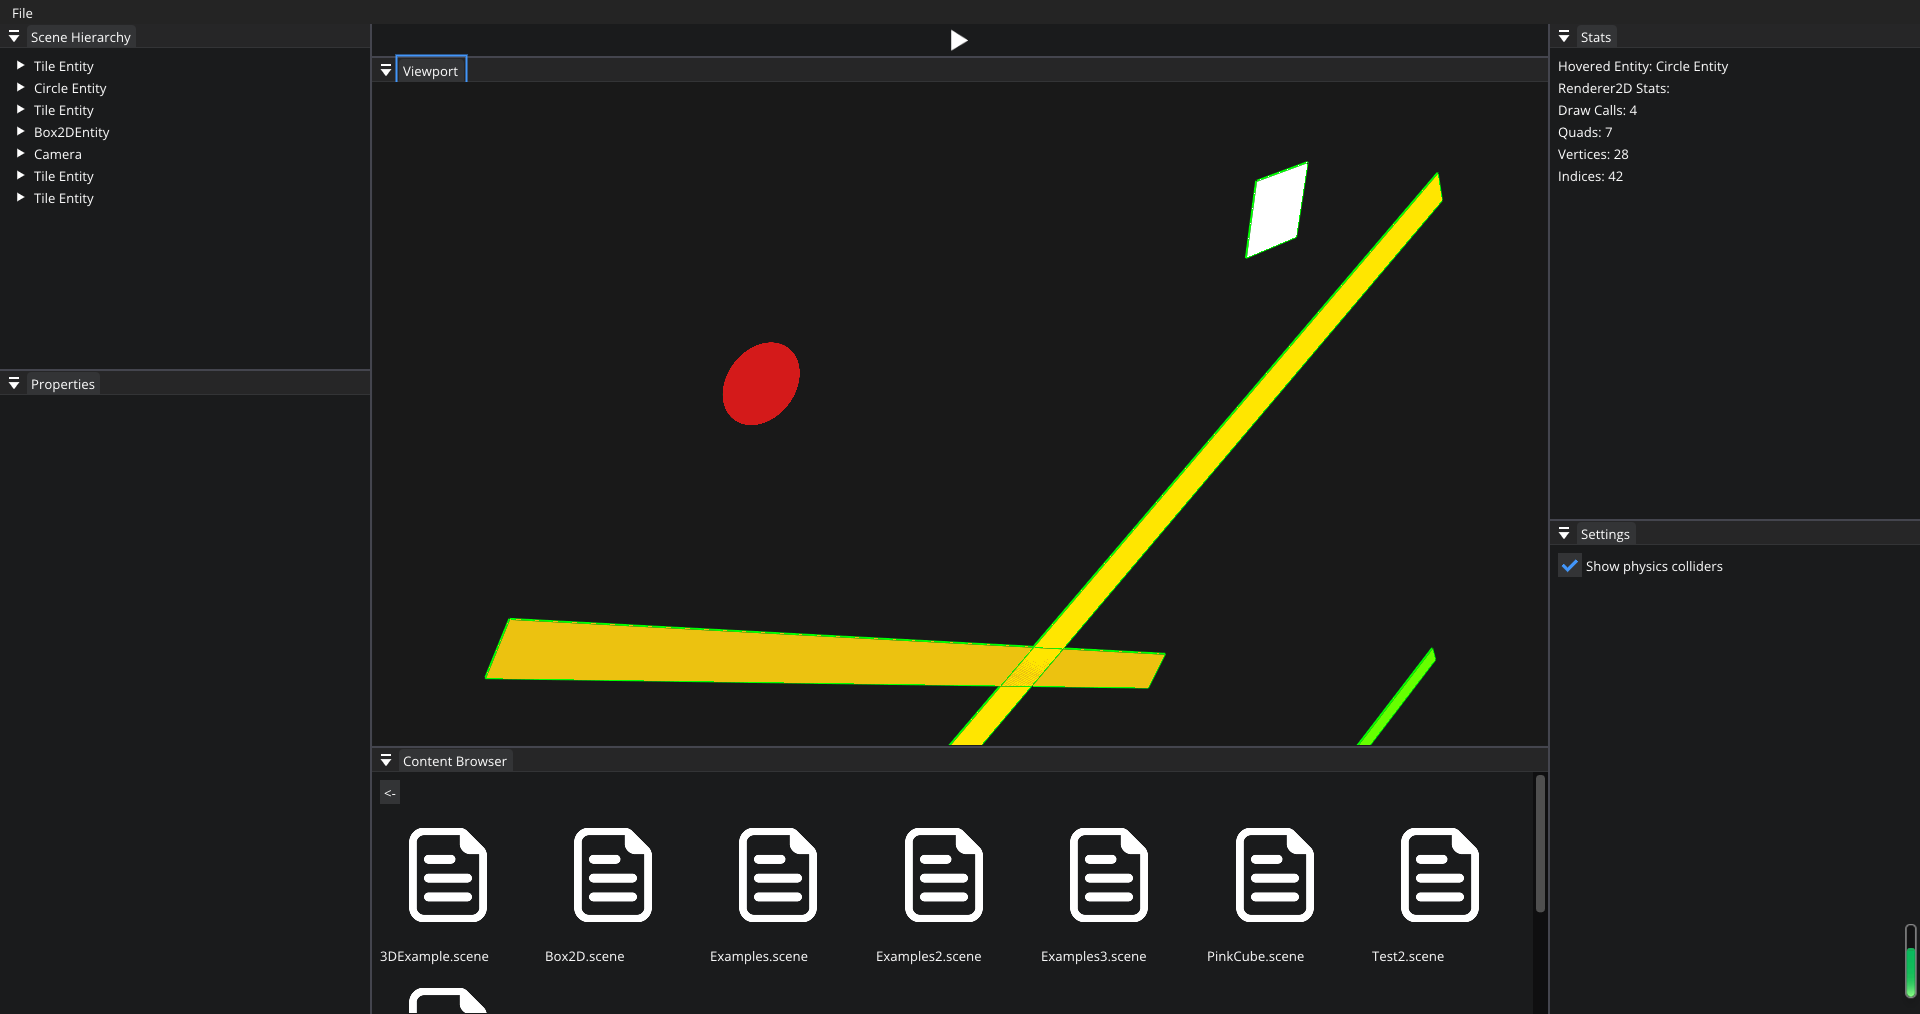 File
Scene Hierarchy
Tile Entity
Circle Entity
Tile Entity
Box2DEntity
Camera
Tile Entity
Tile Entity
Properties
Viewport
Content Browser
<-
3DExample.scene
Box2D.scene
Examples.scene
Examples2.scene
Examples3.scene
PinkCube.scene
Test2.scene
Stats
Hovered Entity: Circle Entity
Renderer2D Stats:
Draw Calls: 4
Quads: 7
Vertices: 28
Indices: 42
Settings
Show physics colliders